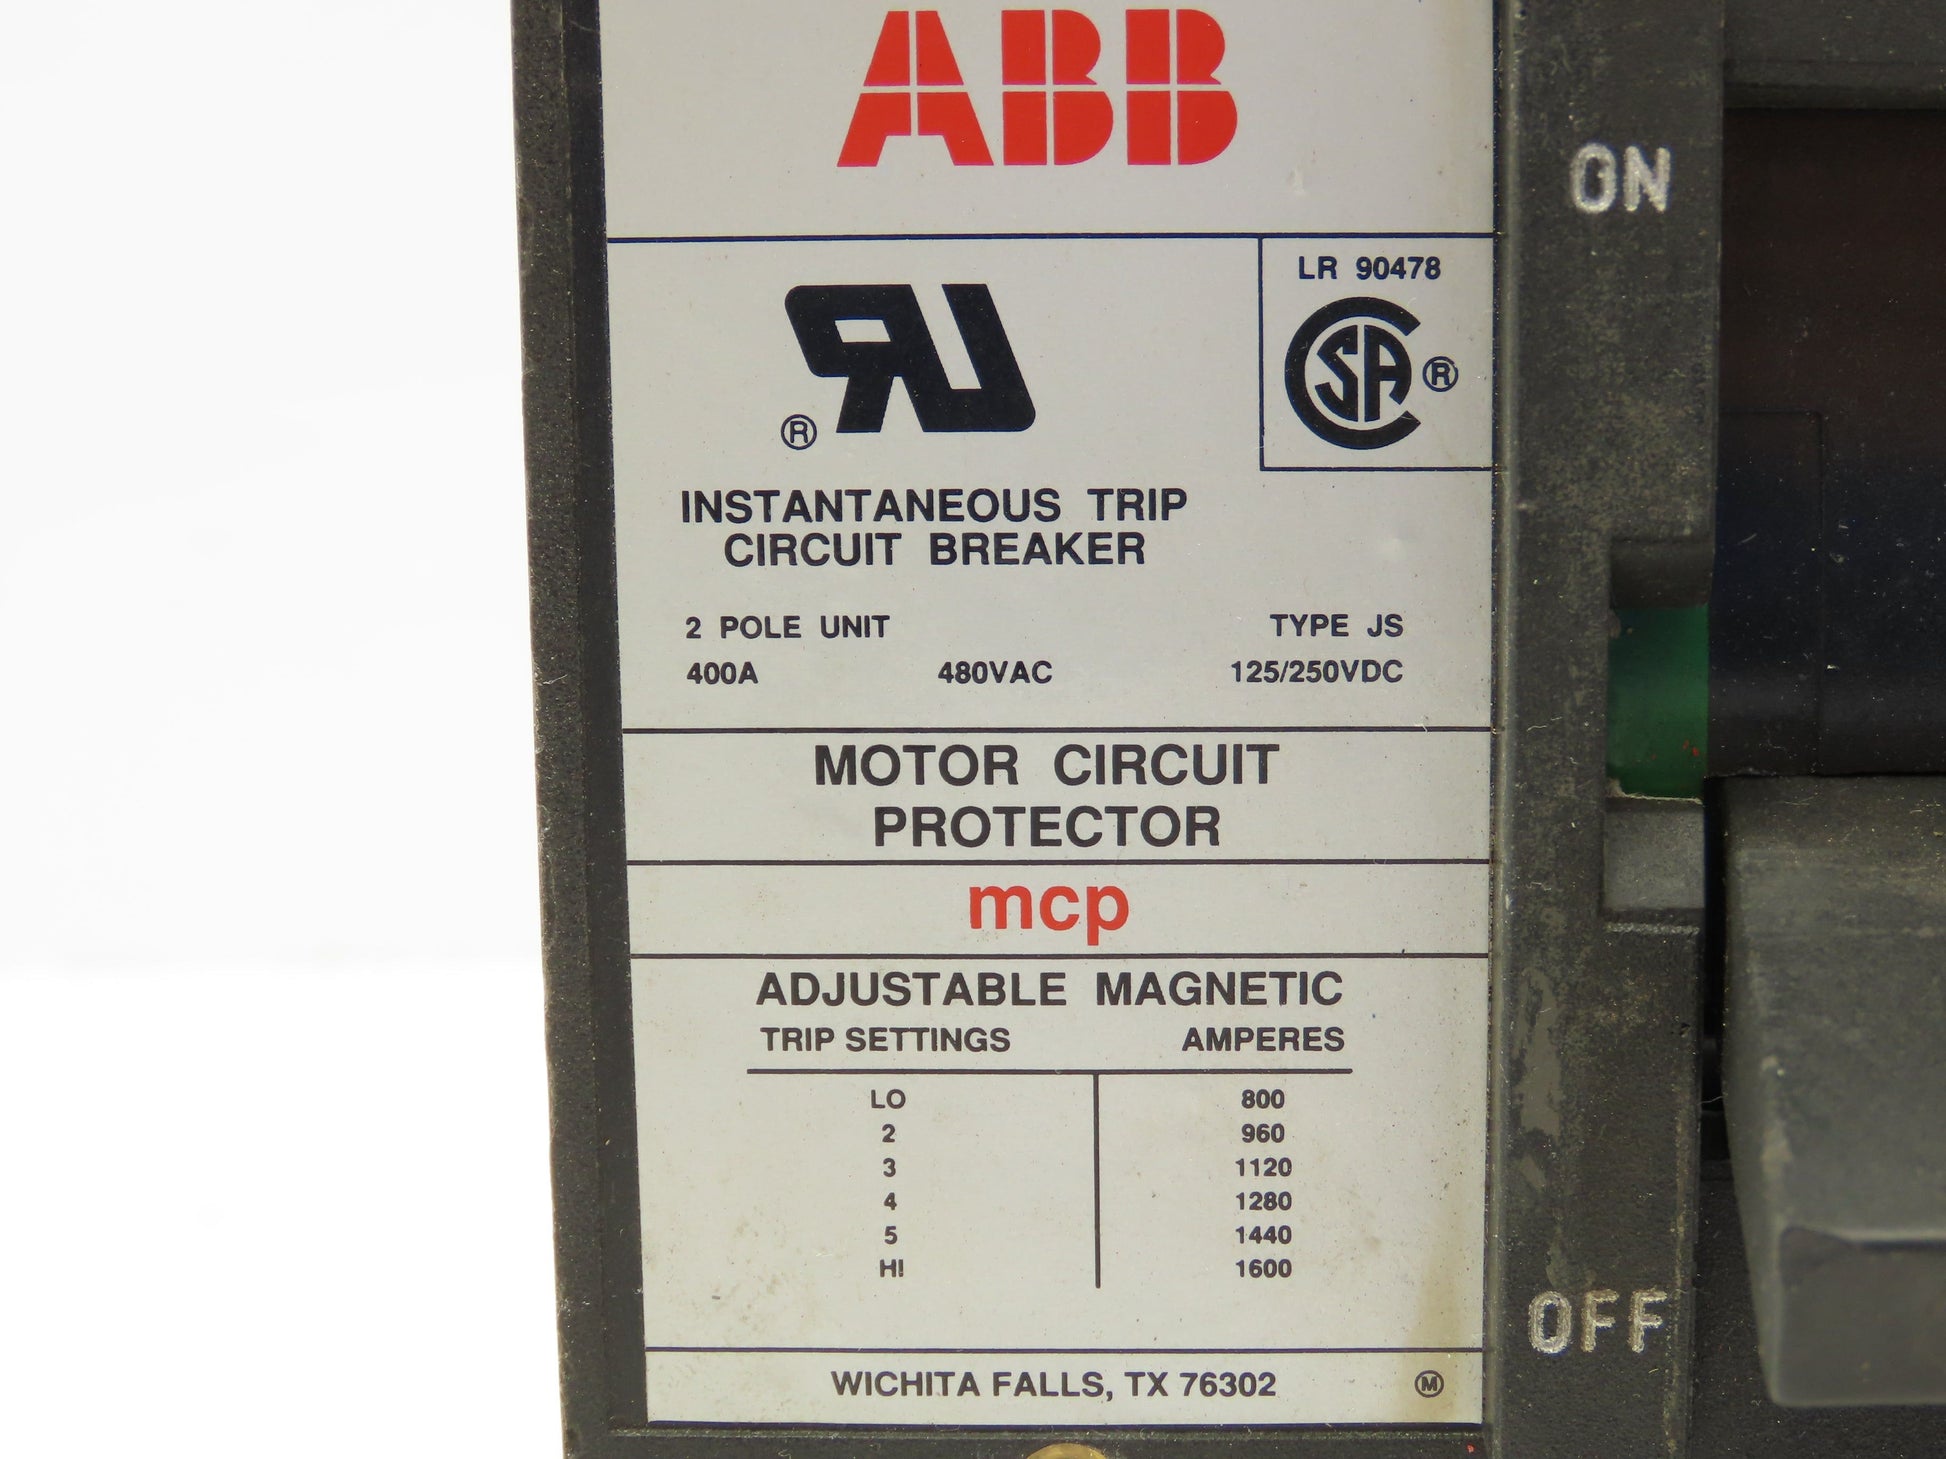 ABB
ON
LR 90478
RU ®
CSA ®
INSTANTANEOUS TRIP
CIRCUIT BREAKER
2 POLE UNIT TYPE JS
400A 480VAC 125/250VDC
MOTOR CIRCUIT
PROTECTOR
mcp
ADJUSTABLE MAGNETIC
TRIP SETTINGS AMPERES
LO 800
2 960
3 1120
4 1280
5 1440
HI 1600
OFF
WICHITA FALLS, TX 76302 M